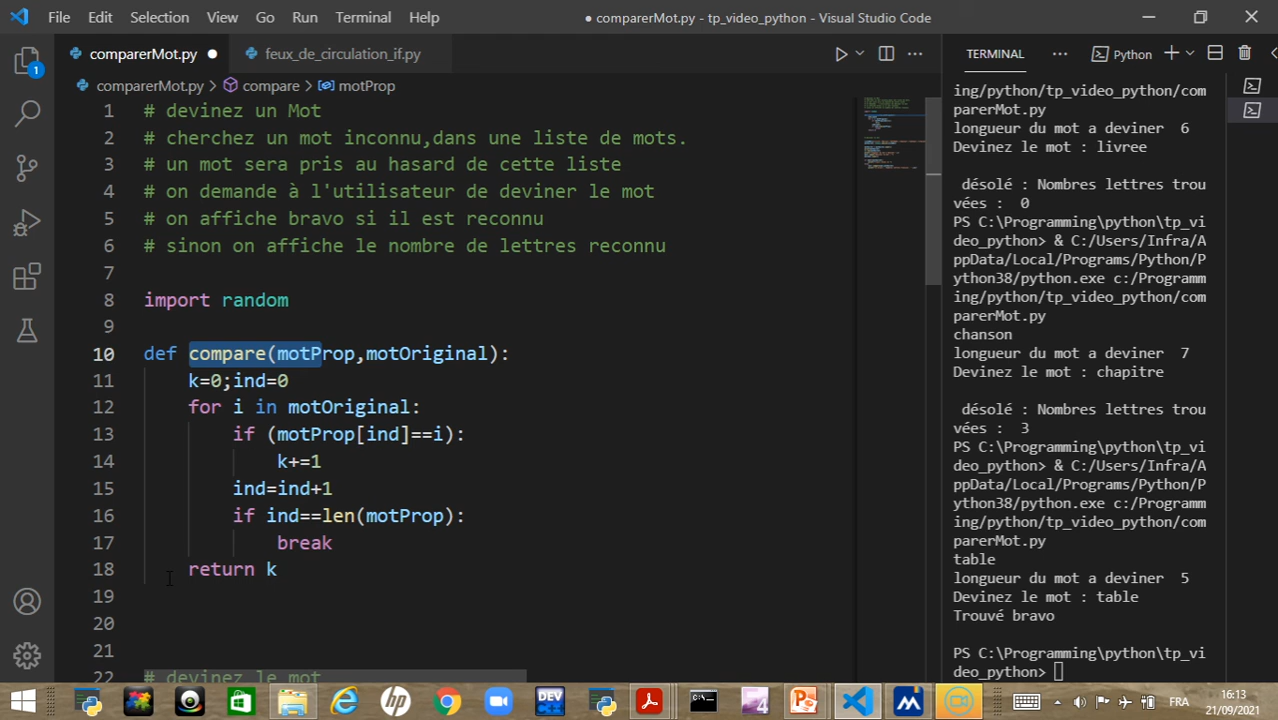 File Edit Selection View Go Run Terminal Help
● comparerMot.py - tp_video_python - Visual Studio Code
comparerMot.py ●
feux_de_circulation_if.py
comparerMot.py > compare > motProp
1 # devinez un Mot
2 # cherchez un mot inconnu,dans une liste de mots.
3 # un mot sera pris au hasard de cette liste
4 # on demande à l'utilisateur de deviner le mot
5 # on affiche bravo si il est reconnu
6 # sinon on affiche le nombre de lettres reconnu
7
8 import random
9
10 def compare(motProp,motOriginal):
11 k=0;ind=0
12 for i in motOriginal:
13 if (motProp[ind]==i):
14 k+=1
15 ind=ind+1
16 if ind==len(motProp):
17 break
18 return k
19
20
21
22 # devinez le mot
TERMINAL
Python
ing/python/tp_video_python/com
parerMot.py
longueur du mot a deviner 6
Devinez le mot : livree
désolé : Nombres lettres trou
vées : 0
PS C:\Programming\python\tp_vi
deo_python> & C:/Users/Infra/A
ppData/Local/Programs/Python/P
ython38/python.exe c:/Programm
ing/python/tp_video_python/com
parerMot.py
chanson
longueur du mot a deviner 7
Devinez le mot : chapitre
désolé : Nombres lettres trou
vées : 3
PS C:\Programming\python\tp_vi
deo_python> & C:/Users/Infra/A
ppData/Local/Programs/Python/P
ython38/python.exe c:/Programm
ing/python/tp_video_python/com
parerMot.py
table
longueur du mot a deviner 5
Devinez le mot : table
Trouvé bravo
PS C:\Programming\python\tp_vi
deo_python>
1
hp
DEV
4
FRA
16:13
21/09/2021